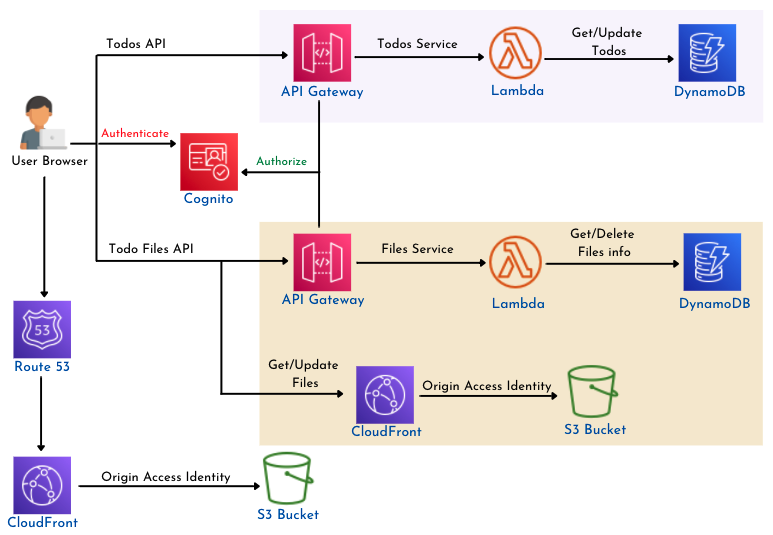 Todos API
Todos Service
Get/Update
Todos
API Gateway
Lambda
DynamoDB
User Browser
Authenticate
Authorize
Cognito
Todo Files API
Files Service
Get/Delete
Files info
API Gateway
Lambda
DynamoDB
53
Route 53
Get/Update
Files
Origin Access Identity
CloudFront
S3 Bucket
Origin Access Identity
CloudFront
S3 Bucket